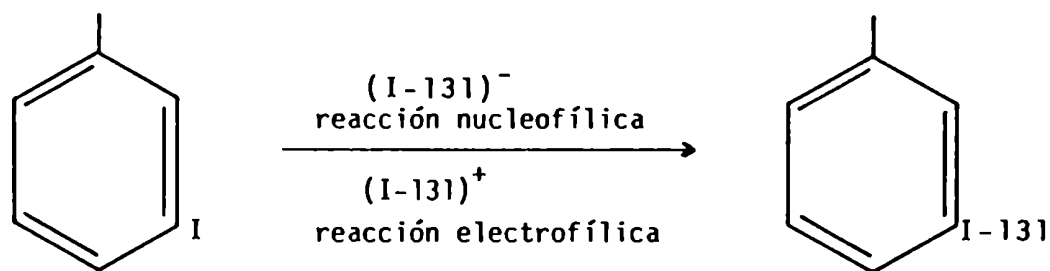 (I-131)⁻
reacción nucleofílica
(I-131)⁺
reacción electrofílica
I
I-131